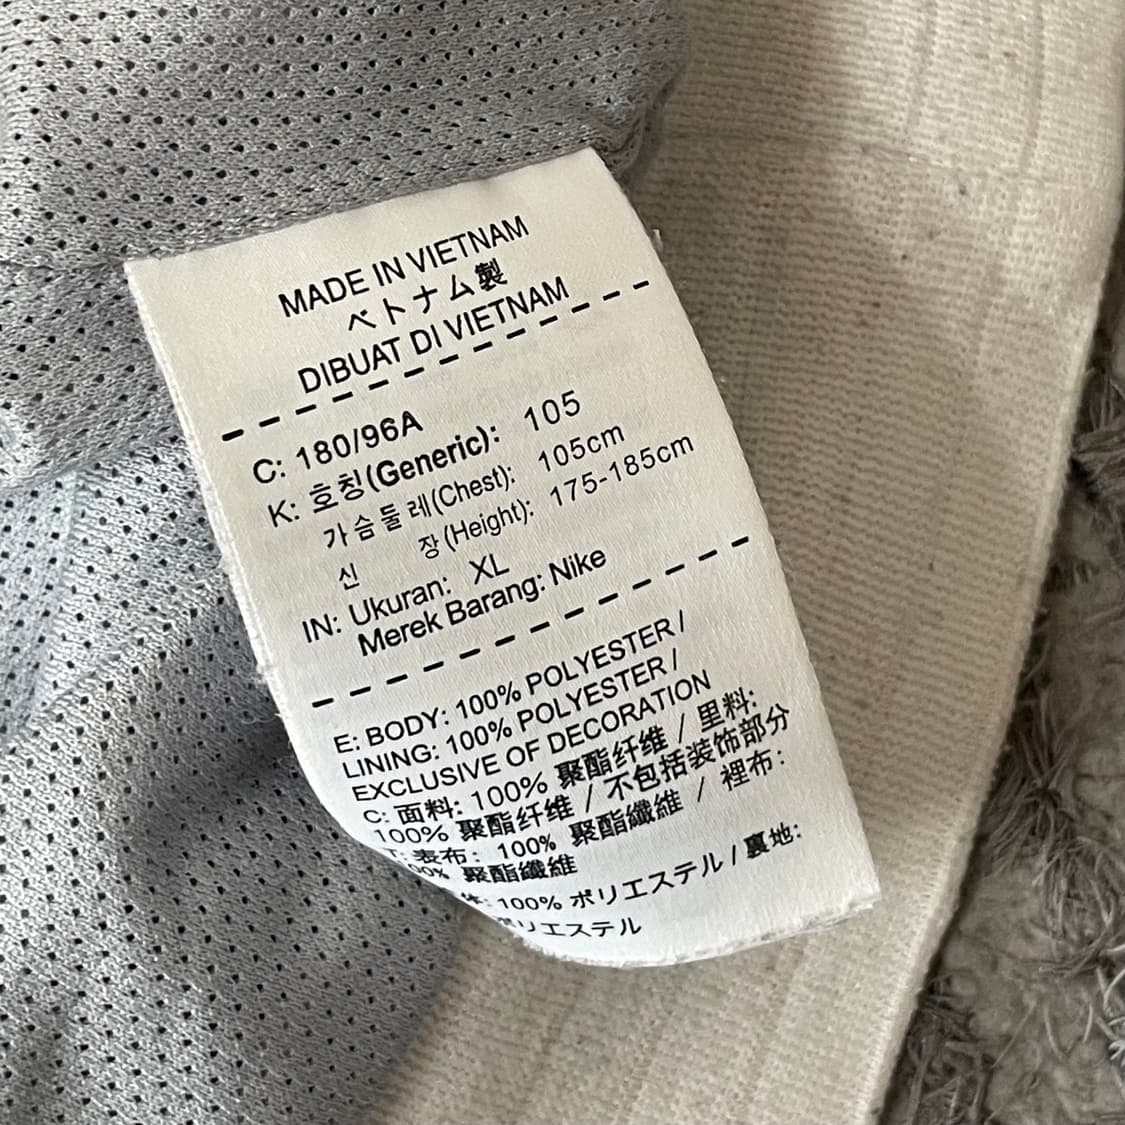 MADE IN VIETNAM
ベトナム製
DIBUAT DI VIETNAM
C: 180/96A
K: 호칭(Generic): 105
가슴둘레(Chest): 105cm
신 장(Height): 175-185cm
IN: Ukuran: XL
Merek Barang: Nike
E: BODY: 100% POLYESTER /
LINING: 100% POLYESTER /
EXCLUSIVE OF DECORATION
C: 面料: 100% 聚酯纤维 / 里料:
100% 聚酯纤维 / 不包括装饰部分
T: 表布: 100% 聚酯纖維 / 裡布:
00% 聚酯纖維
体: 100% ポリエステル / 裏地:
リエステル